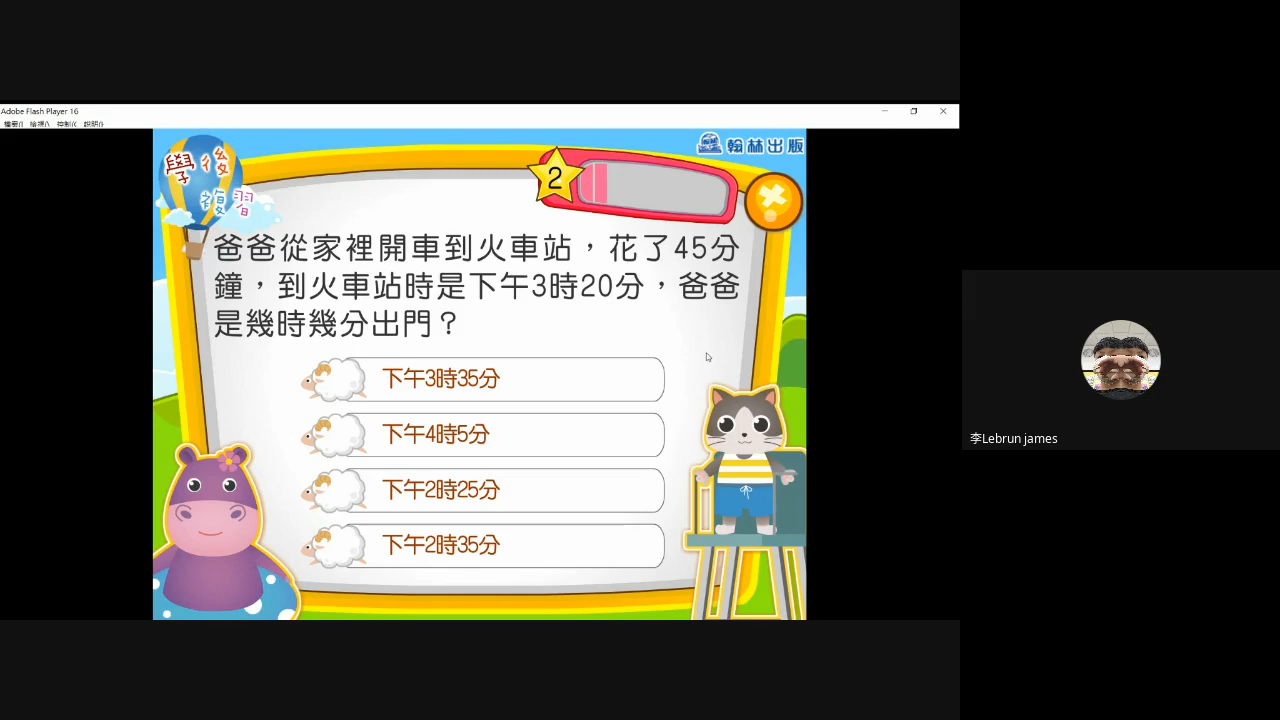 Adobe Flash Player 16
學後
複習
翰林出版
2
爸爸從家裡開車到火車站，花了45分
鐘，到火車站時是下午3時20分，爸爸
是幾時幾分出門？
下午3時35分
下午4時5分
下午2時25分
下午2時35分
李Lebrun james